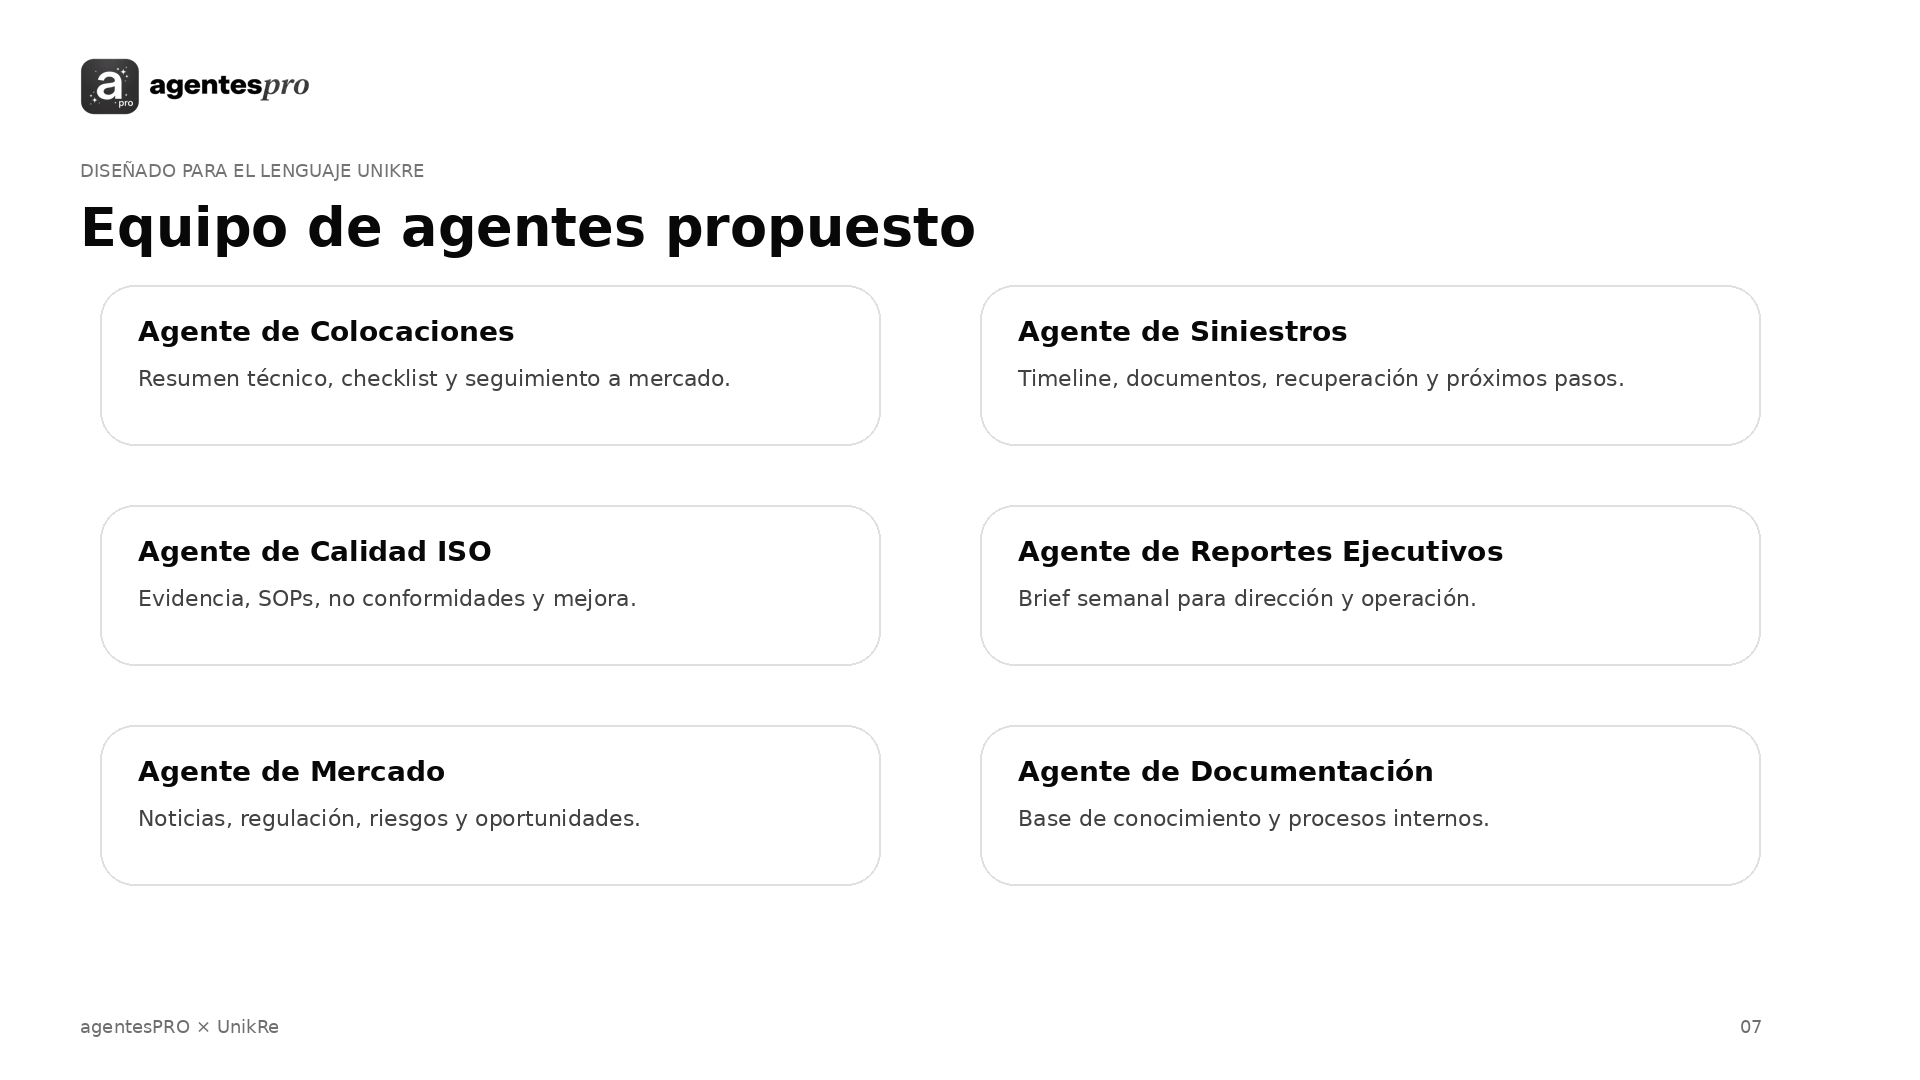 a
pro
agentespro
DISEÑADO PARA EL LENGUAJE UNIKRE
Equipo de agentes propuesto
Agente de Colocaciones
Resumen técnico, checklist y seguimiento a mercado.
Agente de Siniestros
Timeline, documentos, recuperación y próximos pasos.
Agente de Calidad ISO
Evidencia, SOPs, no conformidades y mejora.
Agente de Reportes Ejecutivos
Brief semanal para dirección y operación.
Agente de Mercado
Noticias, regulación, riesgos y oportunidades.
Agente de Documentación
Base de conocimiento y procesos internos.
agentesPRO × UnikRe
07